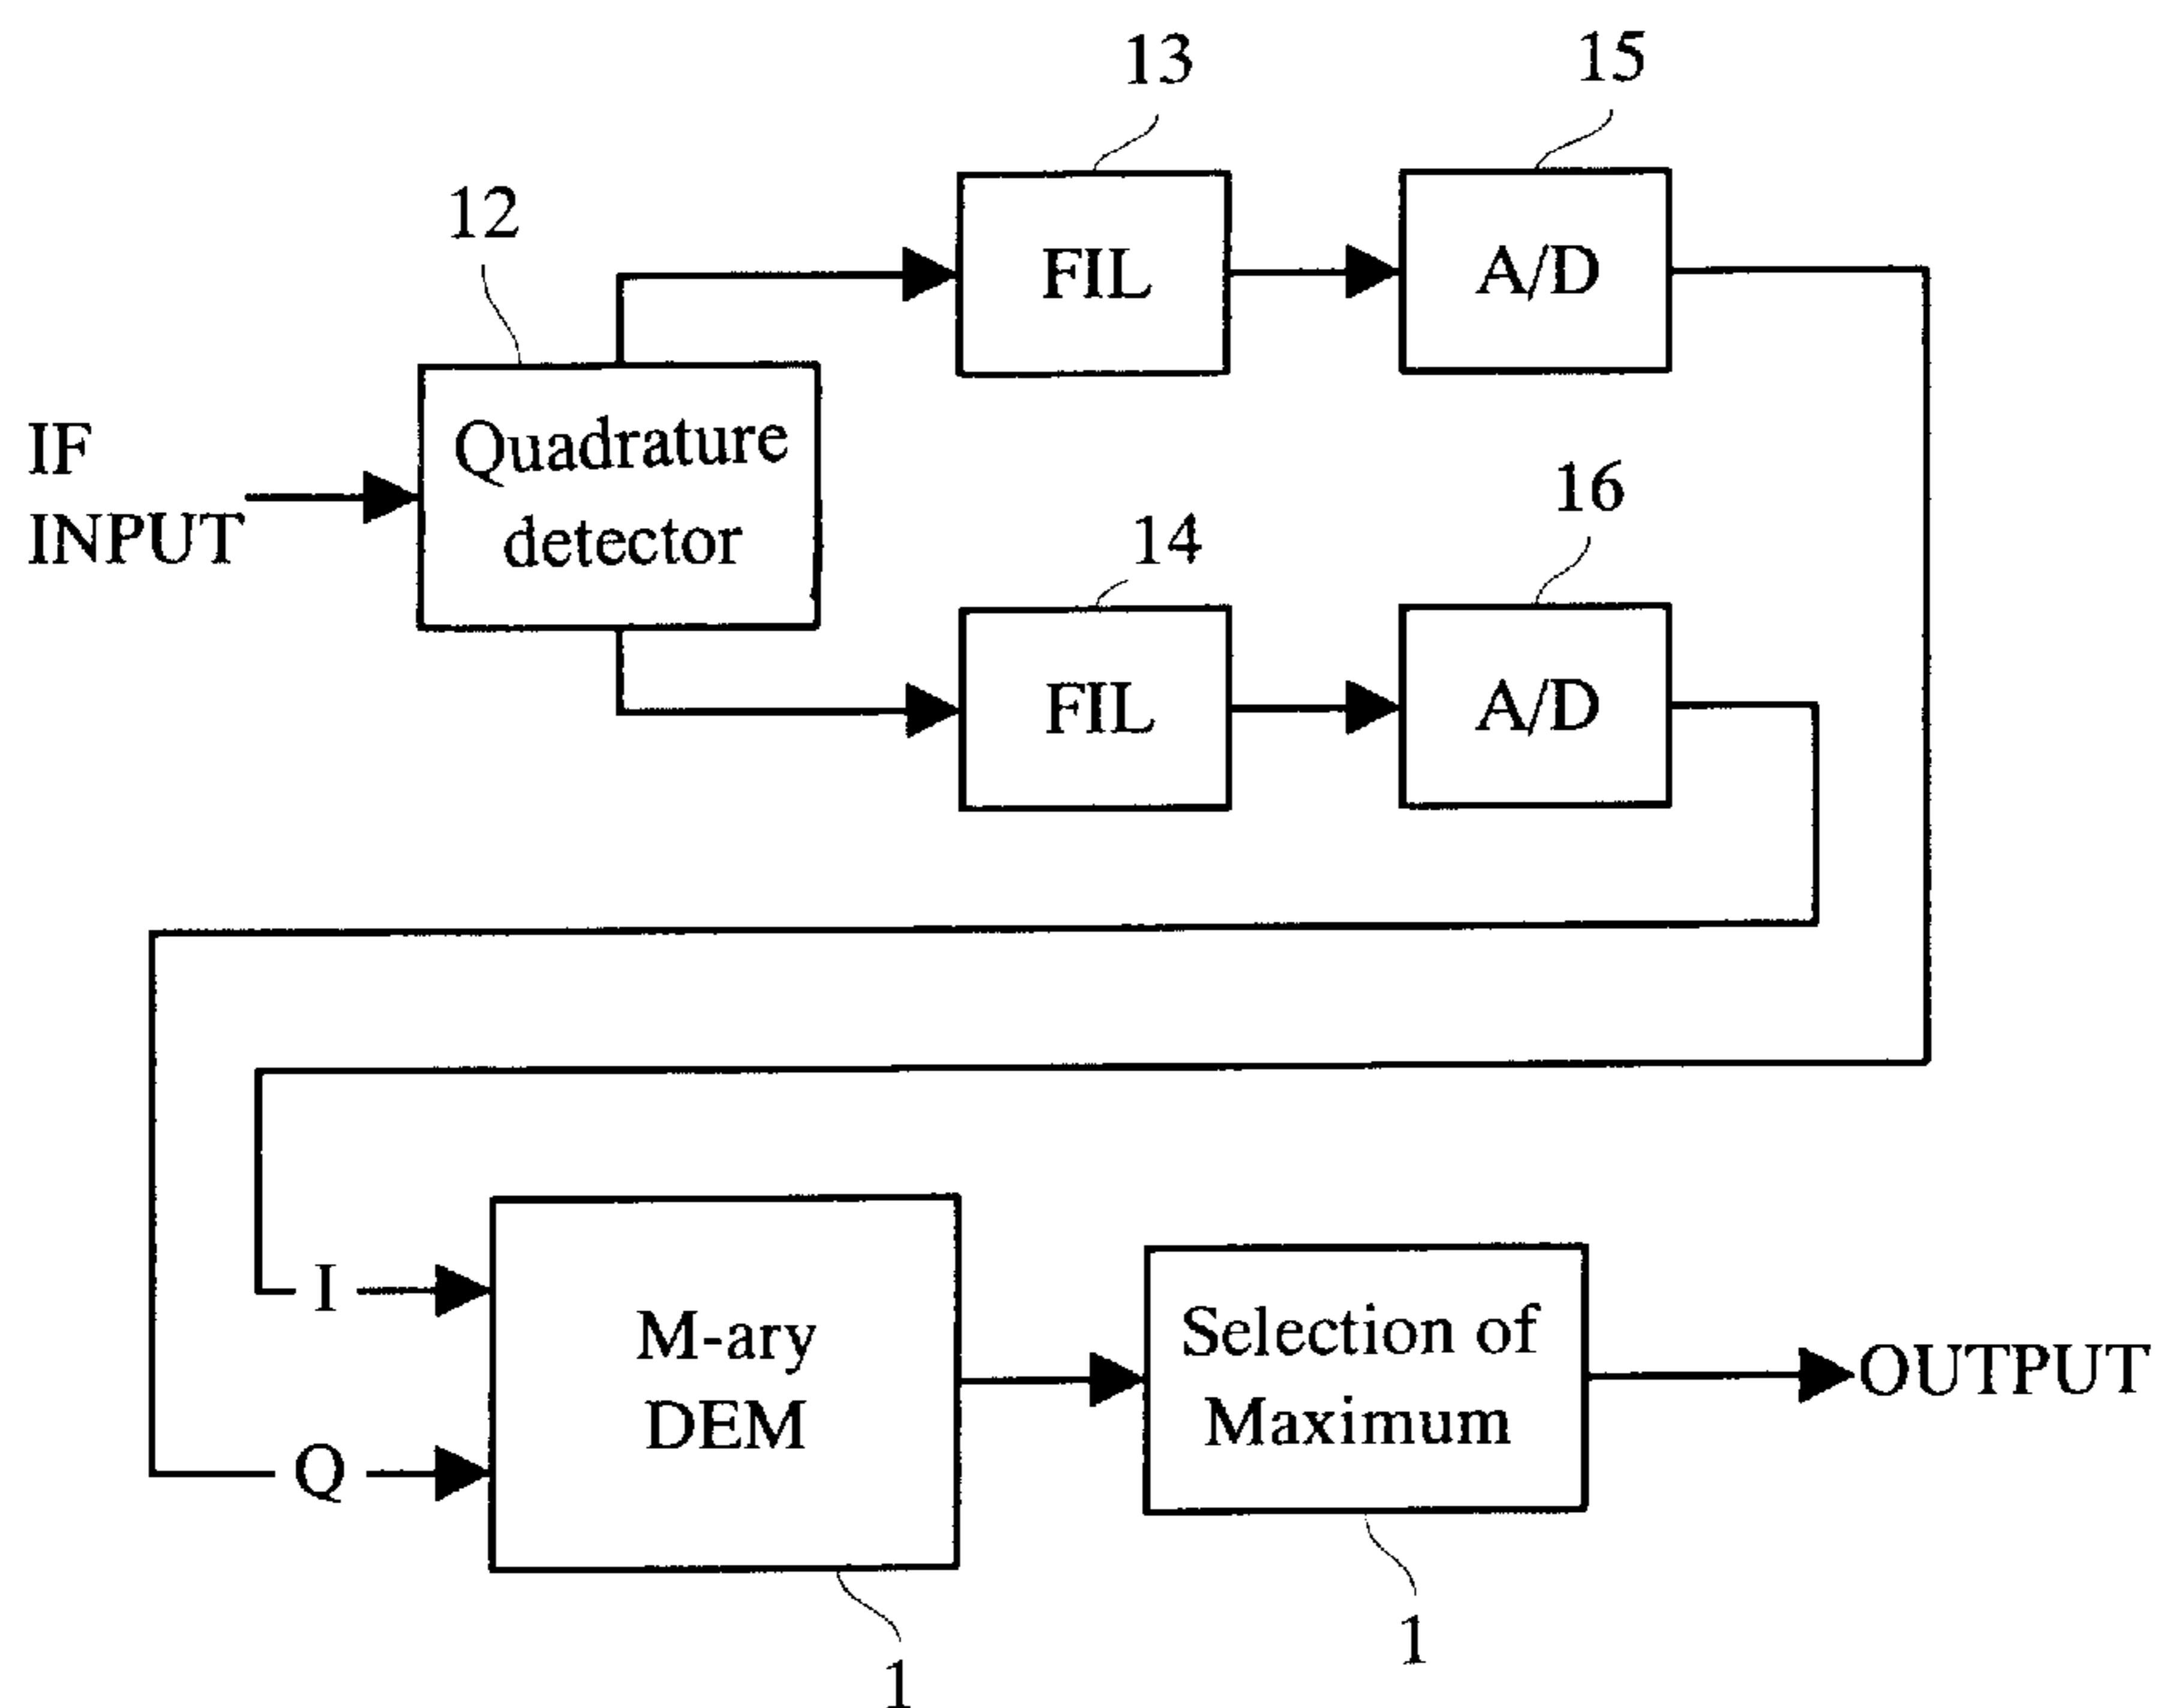 13
15
12
FIL
A/D
IF
INPUT
Quadrature
detector
16
14
FIL
A/D
I
M-ary
DEM
Q
Selection of
Maximum
OUTPUT
1
1